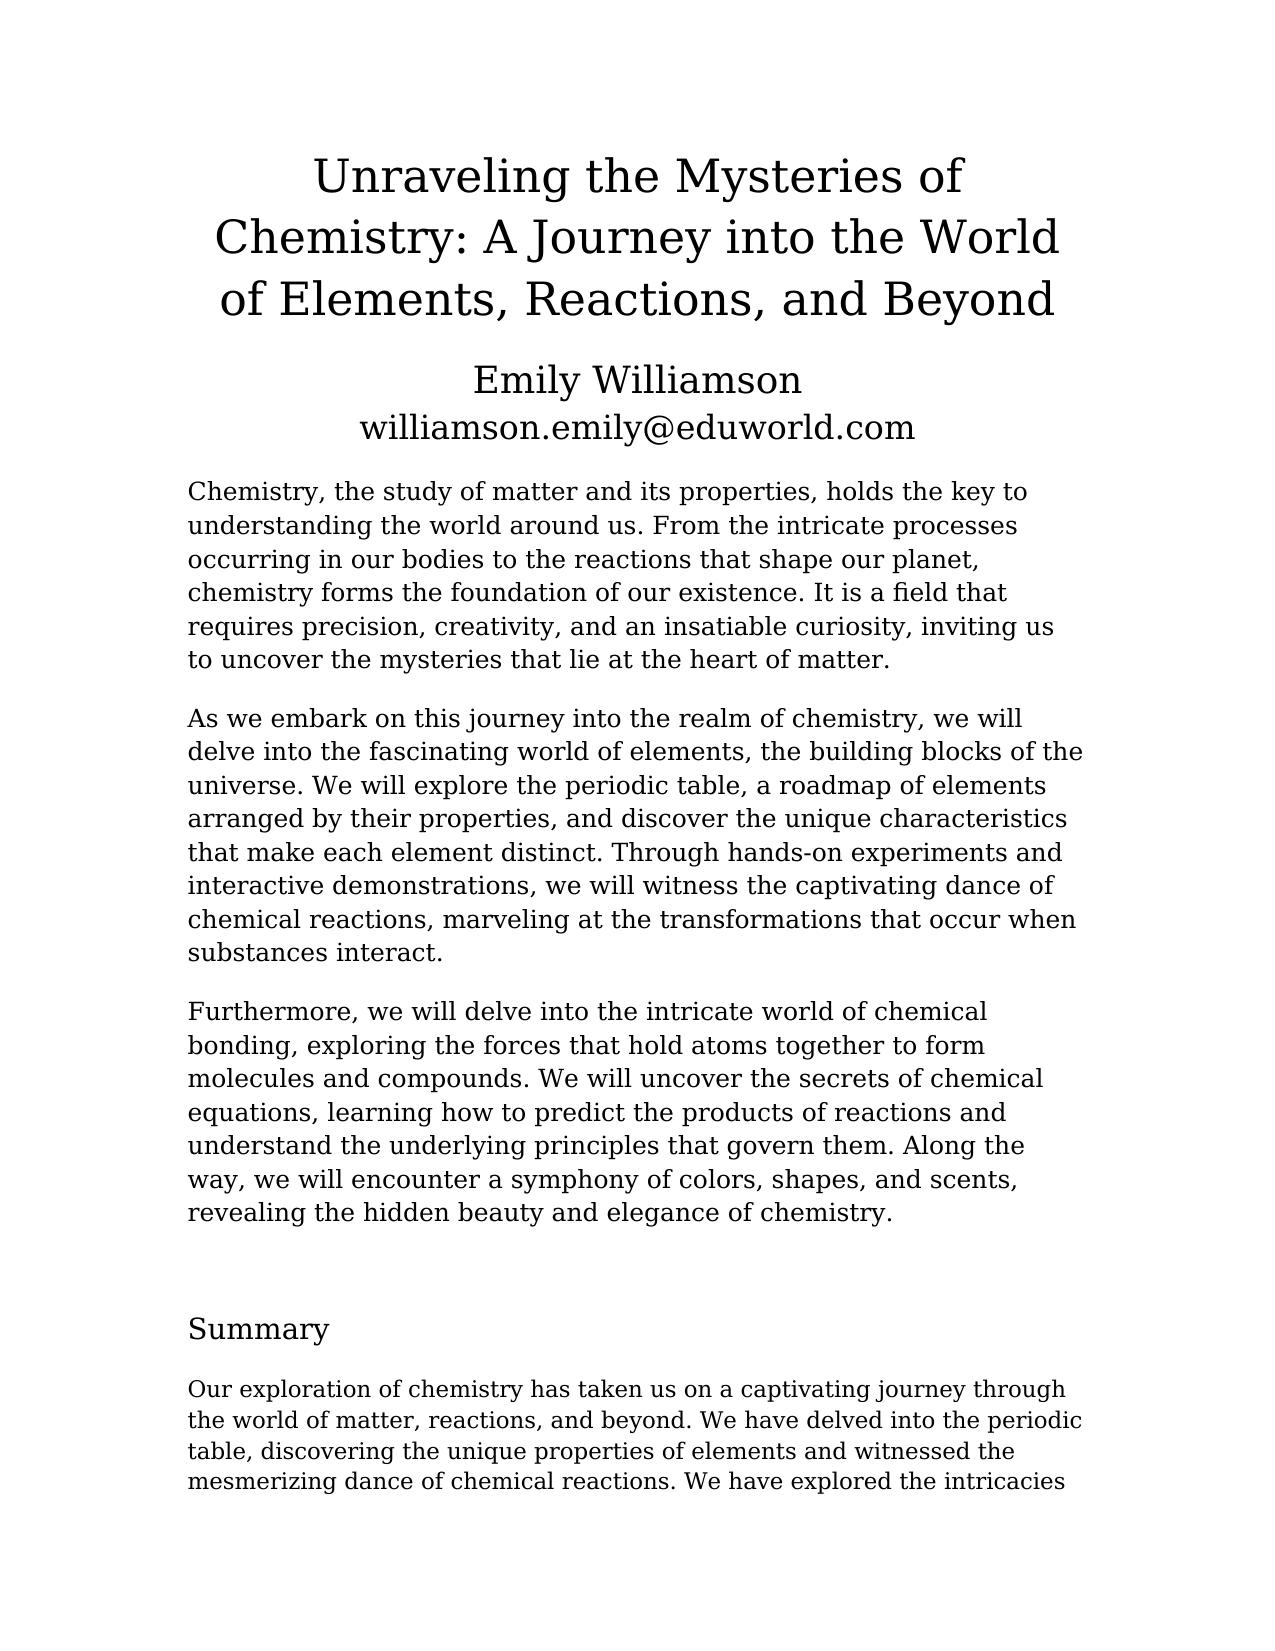 Unraveling the Mysteries of
Chemistry: A Journey into the World
of Elements, Reactions, and Beyond
Emily Williamson
williamson.emily@eduworld.com
Chemistry, the study of matter and its properties, holds the key to
understanding the world around us. From the intricate processes
occurring in our bodies to the reactions that shape our planet,
chemistry forms the foundation of our existence. It is a field that
requires precision, creativity, and an insatiable curiosity, inviting us
to uncover the mysteries that lie at the heart of matter.
As we embark on this journey into the realm of chemistry, we will
delve into the fascinating world of elements, the building blocks of the
universe. We will explore the periodic table, a roadmap of elements
arranged by their properties, and discover the unique characteristics
that make each element distinct. Through hands-on experiments and
interactive demonstrations, we will witness the captivating dance of
chemical reactions, marveling at the transformations that occur when
substances interact.
Furthermore, we will delve into the intricate world of chemical
bonding, exploring the forces that hold atoms together to form
molecules and compounds. We will uncover the secrets of chemical
equations, learning how to predict the products of reactions and
understand the underlying principles that govern them. Along the
way, we will encounter a symphony of colors, shapes, and scents,
revealing the hidden beauty and elegance of chemistry.
Summary
Our exploration of chemistry has taken us on a captivating journey through
the world of matter, reactions, and beyond. We have delved into the periodic
table, discovering the unique properties of elements and witnessed the
mesmerizing dance of chemical reactions. We have explored the intricacies